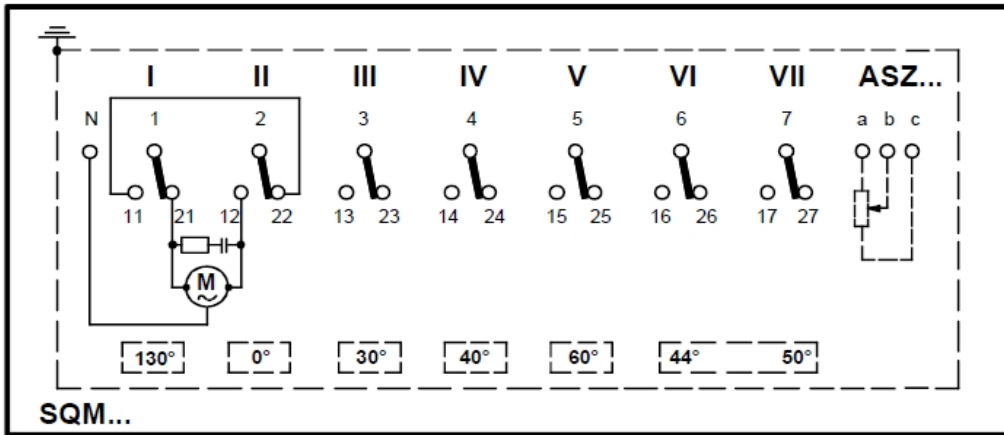 I II III IV V VI VII ASZ...
N 1 2 3 4 5 6 7 a b c
11 21 12 22 13 23 14 24 15 25 16 26 17 27
M
130° 0° 30° 40° 60° 44° 50°
SQM...